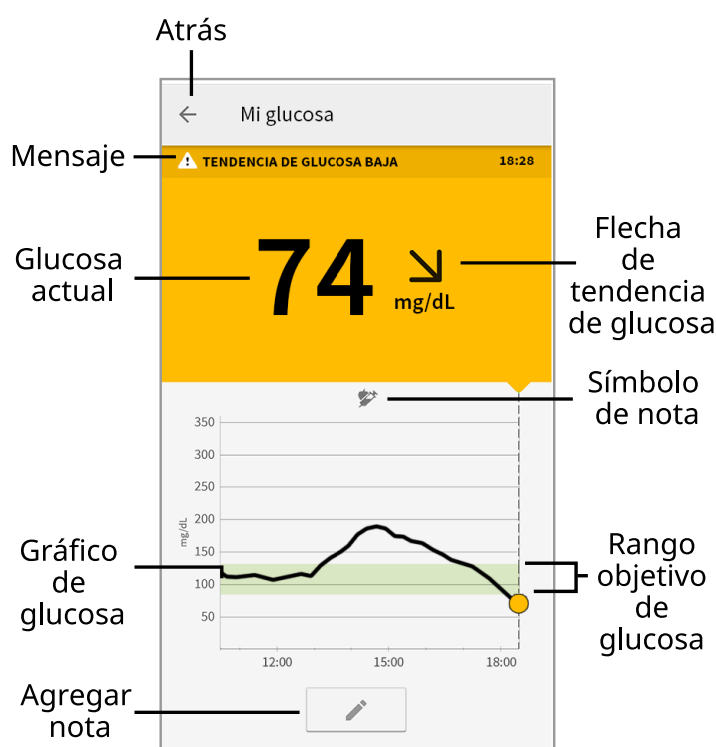 Atrás
Mi glucosa
Mensaje
TENDENCIA DE GLUCOSA BAJA
18:28
Glucosa
actual
74
mg/dL
Flecha
de
tendencia
de glucosa
Símbolo
de nota
350
300
250
200
150
100
50
mg/dL
Gráfico
de
glucosa
Rango
objetivo
de
glucosa
12:00
15:00
18:00
Agregar
nota